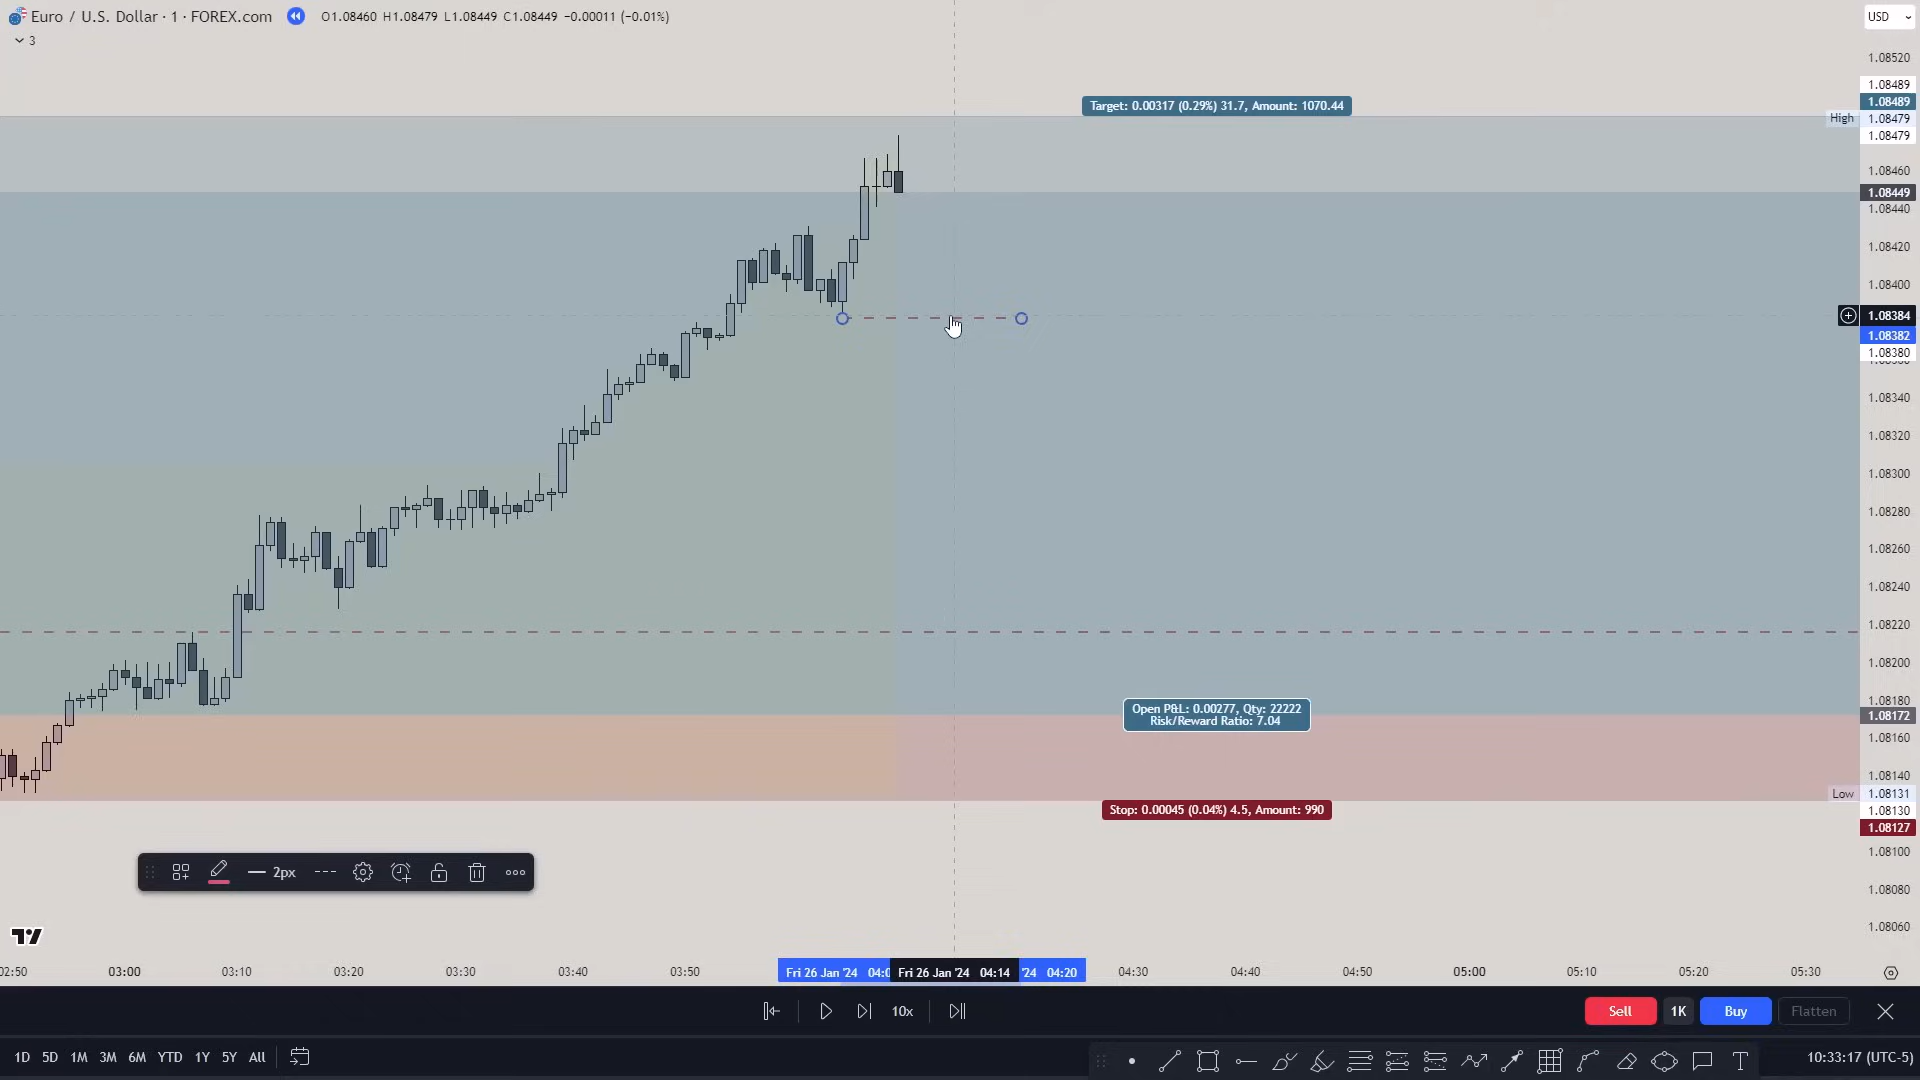 Euro / U.S. Dollar · 1 · FOREX.com O1.08460 H1.08479 L1.08449 C1.08449 −0.00011 (−0.01%)
USD
3
1.08520
1.08489
Target: 0.00317 (0.29%) 31.7, Amount: 1070.44
1.08489
High 1.08479
1.08479
1.08460
1.08449
1.08440
1.08420
1.08400
1.08384
1.08382
1.08380
1.08340
1.08320
1.08300
1.08280
1.08260
1.08240
1.08220
1.08200
1.08180
Open P&L: 0.00277, Qty: 22222
Risk/Reward Ratio: 7.04
1.08172
1.08160
1.08140
Low 1.08131
Stop: 0.00045 (0.04%) 4.5, Amount: 990
1.08130
1.08127
1.08100
2px
1.08080
1.08060
02:50 03:00 03:10 03:20 03:30 03:40 03:50 Fri 26 Jan '24 04:0 Fri 26 Jan '24 04:14 '24 04:20 04:30 04:40 04:50 05:00 05:10 05:20 05:30
10x Sell 1K Buy Flatten
1D 5D 1M 3M 6M YTD 1Y 5Y All T 10:33:17 (UTC-5)